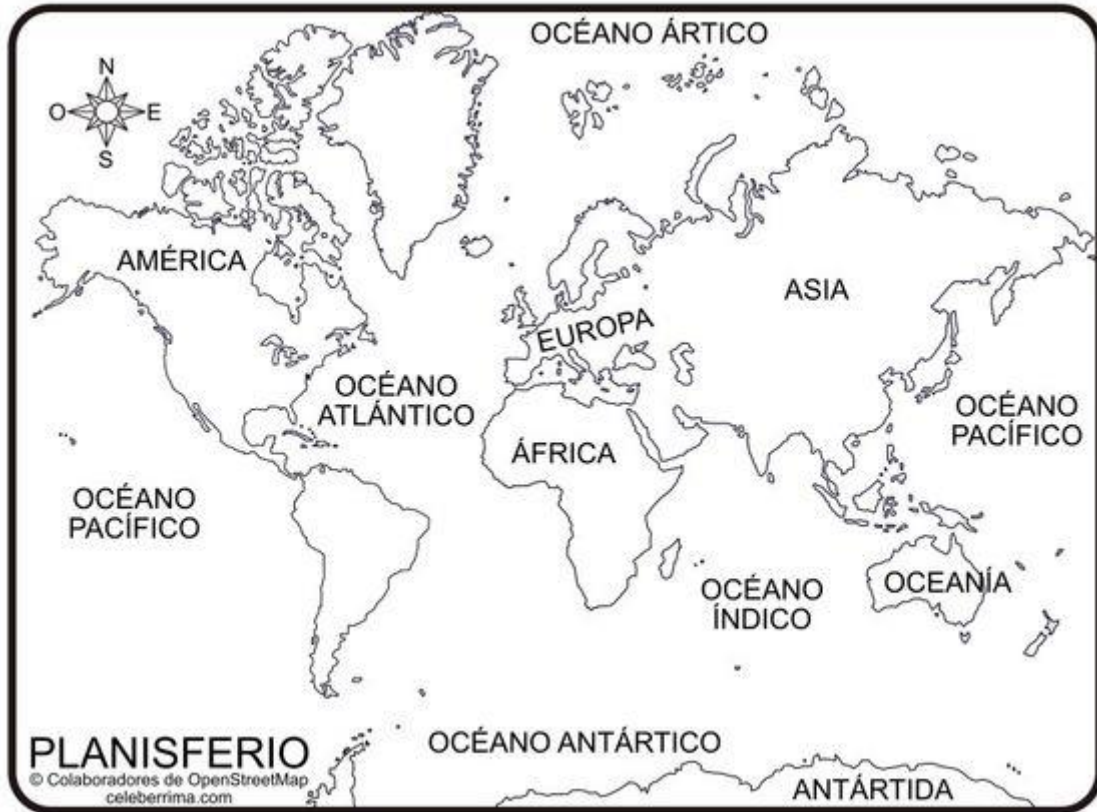 OCÉANO ÁRTICO
N
O
E
S
AMÉRICA
ASIA
EUROPA
OCÉANO
ATLÁNTICO
OCÉANO
PACÍFICO
ÁFRICA
OCÉANO
PACÍFICO
OCÉANO
ÍNDICO
OCEANÍA
OCÉANO ANTÁRTICO
PLANISFERIO
© Colaboradores de OpenStreetMap
celeberrima.com
ANTÁRTIDA